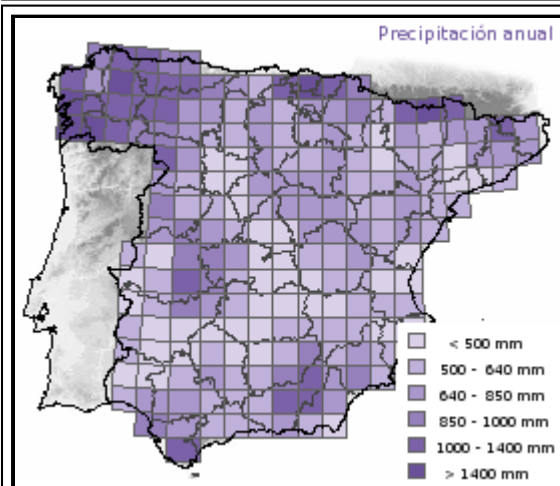 Precipitación anual
< 500 mm
500 - 640 mm
640 - 850 mm
850 - 1000 mm
1000 - 1400 mm
> 1400 mm